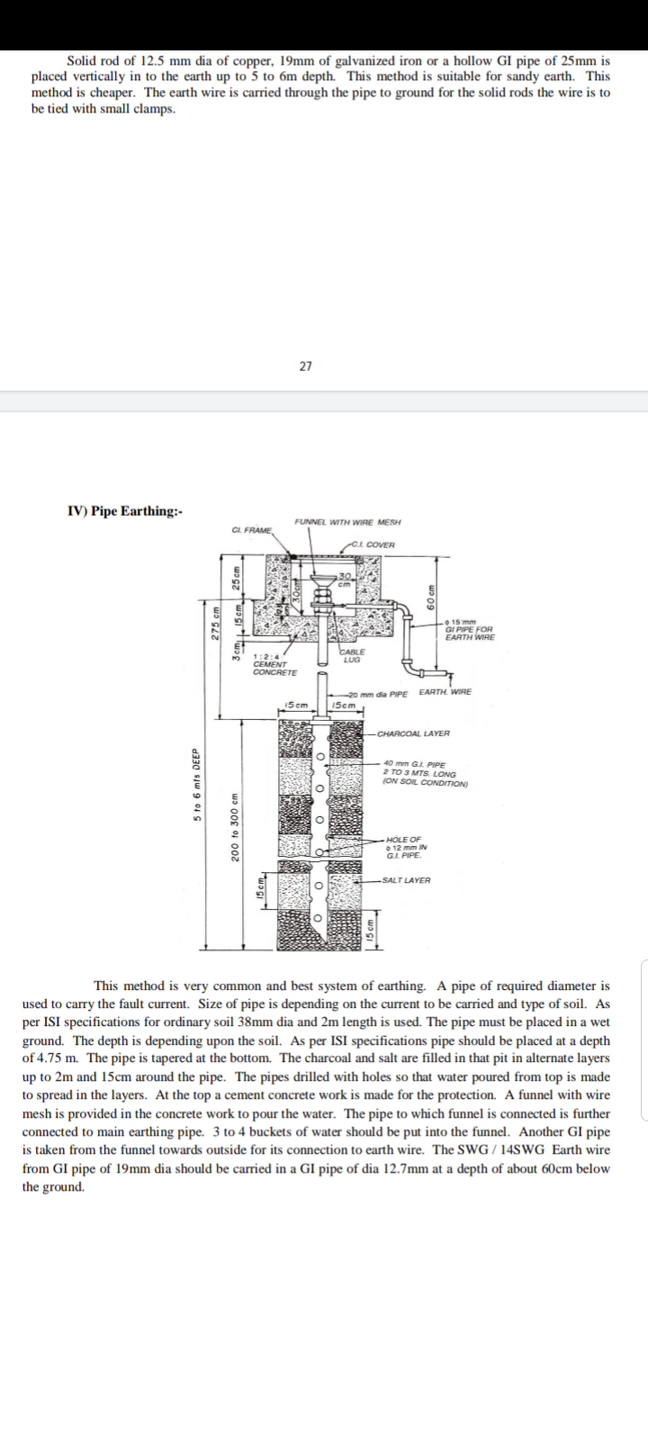 Solid rod of 12.5 mm dia of copper, 19mm of galvanized iron or a hollow GI pipe of 25mm is
placed vertically in to the earth up to 5 to 6m depth. This method is suitable for sandy earth. This
method is cheaper. The earth wire is carried through the pipe to ground for the solid rods the wire is to
be tied with small clamps.
27
IV) Pipe Earthing:-
FUNNEL WITH WIRE MESH
CI. FRAME
C.I. COVER
25 cm
30cm
30
cm
60 cm
275 cm
15 cm
ø 15 mm
GI PIPE FOR
EARTH WIRE
3 cm
1:2:4
CEMENT
CONCRETE
CABLE
LUG
20 mm dia PIPE
EARTH WIRE
15 cm
15cm
CHARCOAL LAYER
5 to 6 mts DEEP
40 mm G.I. PIPE
2 TO 3 MTS. LONG
(ON SOIL CONDITION)
200 to 300 cm
HOLE OF
ø 12 mm IN
G.I. PIPE.
SALT LAYER
15 cm
15 cm
This method is very common and best system of earthing. A pipe of required diameter is
used to carry the fault current. Size of pipe is depending on the current to be carried and type of soil. As
per ISI specifications for ordinary soil 38mm dia and 2m length is used. The pipe must be placed in a wet
ground. The depth is depending upon the soil. As per ISI specifications pipe should be placed at a depth
of 4.75 m. The pipe is tapered at the bottom. The charcoal and salt are filled in that pit in alternate layers
up to 2m and 15cm around the pipe. The pipes drilled with holes so that water poured from top is made
to spread in the layers. At the top a cement concrete work is made for the protection. A funnel with wire
mesh is provided in the concrete work to pour the water. The pipe to which funnel is connected is further
connected to main earthing pipe. 3 to 4 buckets of water should be put into the funnel. Another GI pipe
is taken from the funnel towards outside for its connection to earth wire. The SWG / 14SWG Earth wire
from GI pipe of 19mm dia should be carried in a GI pipe of dia 12.7mm at a depth of about 60cm below
the ground.